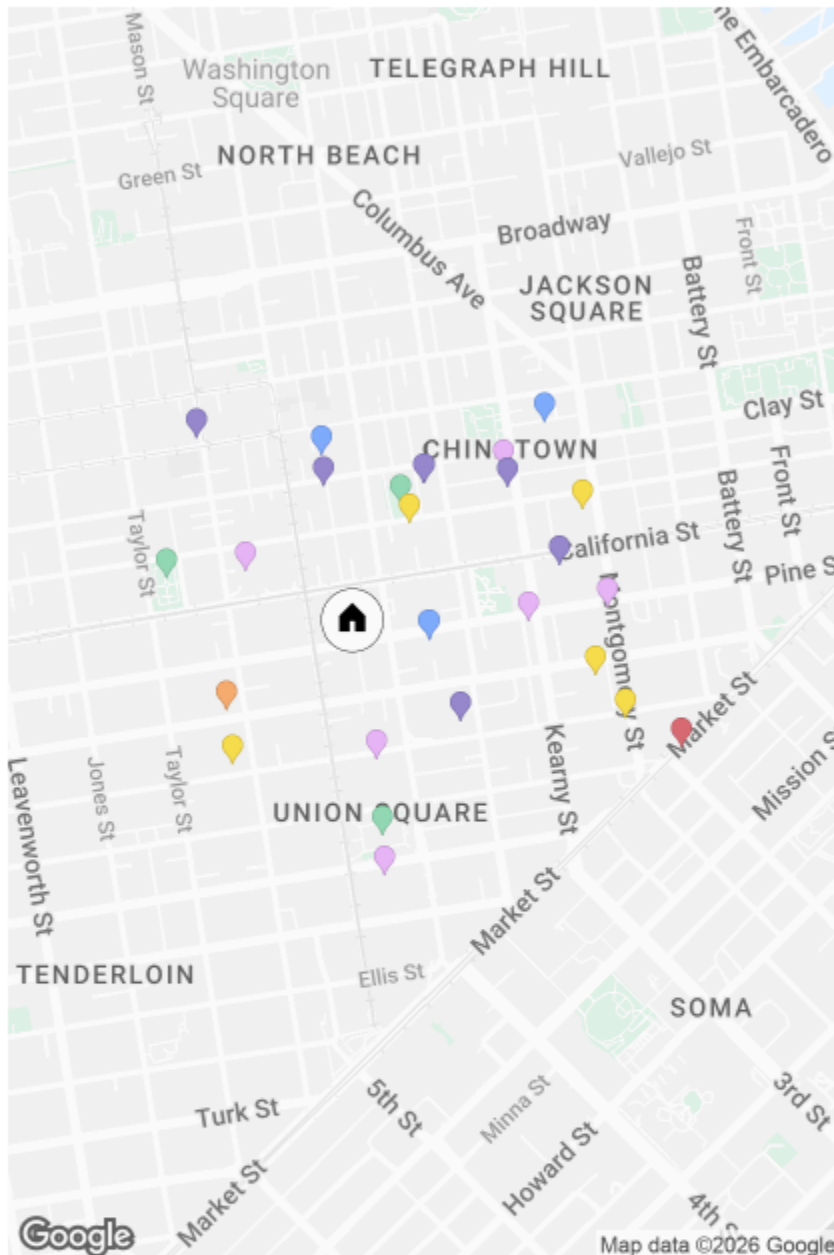 Mason St
Washington
Square
TELEGRAPH HILL
The Embarcadero
NORTH BEACH
Green St
Vallejo St
Columbus Ave
Broadway
Front St
JACKSON
SQUARE
Battery St
Clay St
CHIN TOWN
Front St
Battery St
Taylor St
California St
Pine S
Montgomery St
Market St
Kearny St
Mission S
Jones St
Taylor St
Leavenworth St
UNION SQUARE
Market St
TENDERLOIN
Ellis St
SOMA
Turk St
5th St
Minna St
3rd St
Howard St
Market St
4th S
Google
Map data ©2026 Google